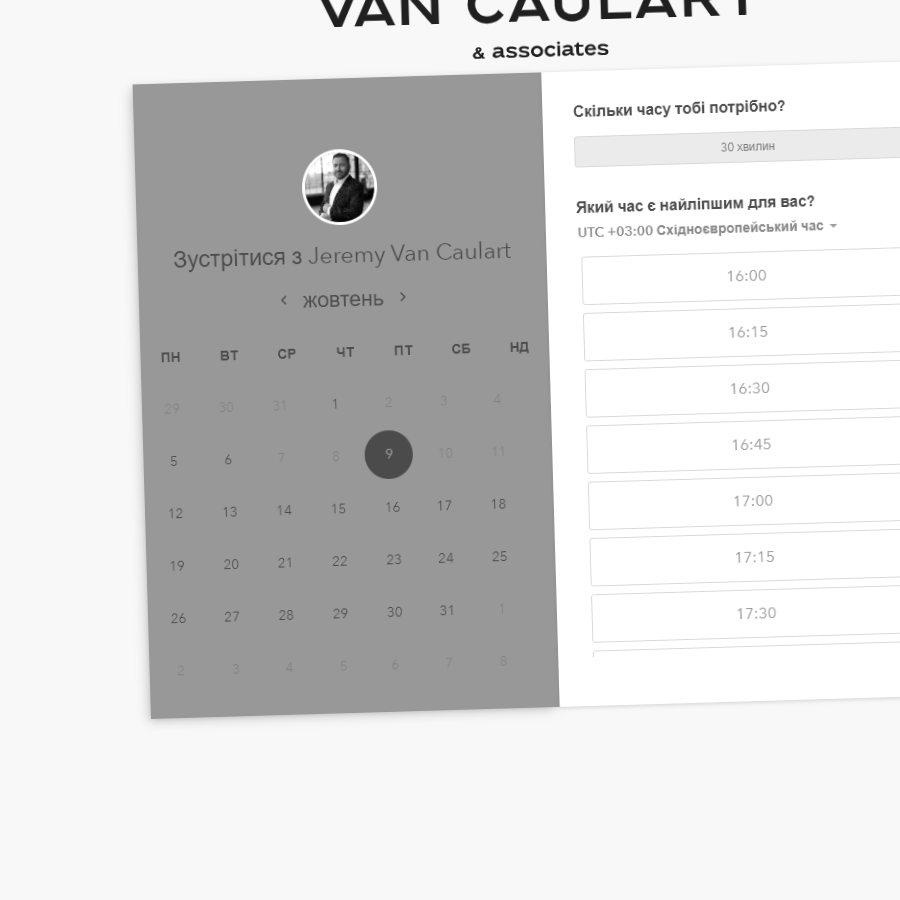 VAN CAULART
& associates
Зустрітися з Jeremy Van Caulart
‹ жовтень ›
ПН ВТ СР ЧТ ПТ СБ НД
29 30 31 1 2 3 4
5 6 7 8 9 10 11
12 13 14 15 16 17 18
19 20 21 22 23 24 25
26 27 28 29 30 31 1
2 3 4 5 6 7 8
Скільки часу тобі потрібно?
30 хвилин
Який час є найліпшим для вас?
UTC +03:00 Східноєвропейський час
16:00
16:15
16:30
16:45
17:00
17:15
17:30